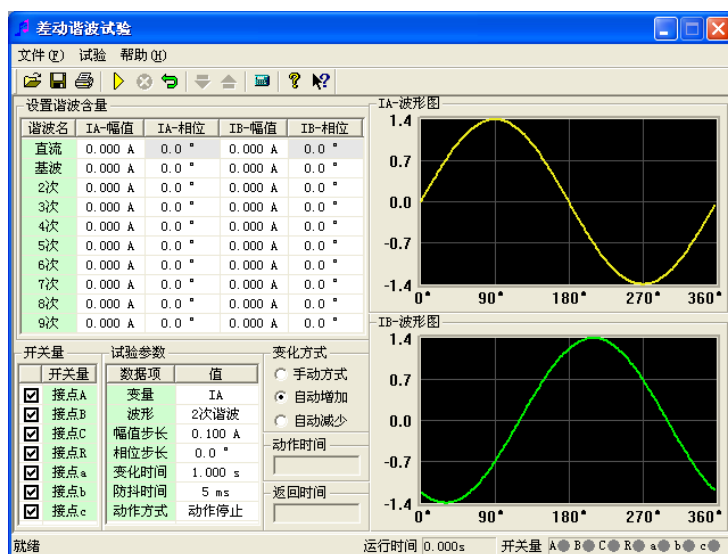 差动谐波试验
文件(F) 试验 帮助(H)
设置谐波含量
谐波名 IA-幅值 IA-相位 IB-幅值 IB-相位
直流 0.000 A 0.0 ° 0.000 A 0.0 °
基波 0.000 A 0.0 ° 0.000 A 0.0 °
2次 0.000 A 0.0 ° 0.000 A 0.0 °
3次 0.000 A 0.0 ° 0.000 A 0.0 °
4次 0.000 A 0.0 ° 0.000 A 0.0 °
5次 0.000 A 0.0 ° 0.000 A 0.0 °
6次 0.000 A 0.0 ° 0.000 A 0.0 °
7次 0.000 A 0.0 ° 0.000 A 0.0 °
8次 0.000 A 0.0 ° 0.000 A 0.0 °
9次 0.000 A 0.0 ° 0.000 A 0.0 °
IA-波形图
1.4
0.7
0.0
-0.7
-1.4
0° 90° 180° 270° 360°
IB-波形图
1.4
0.7
0.0
-0.7
-1.4
0° 90° 180° 270° 360°
开关量
开关量
接点A
接点B
接点C
接点R
接点a
接点b
接点c
试验参数
数据项 值
变量 IA
波形 2次谐波
幅值步长 0.100 A
相位步长 0.0 °
变化时间 1.000 s
防抖时间 5 ms
动作方式 动作停止
变化方式
手动方式
自动增加
自动减少
动作时间
返回时间
就绪 运行时间 0.000s 开关量 A B C R a b c